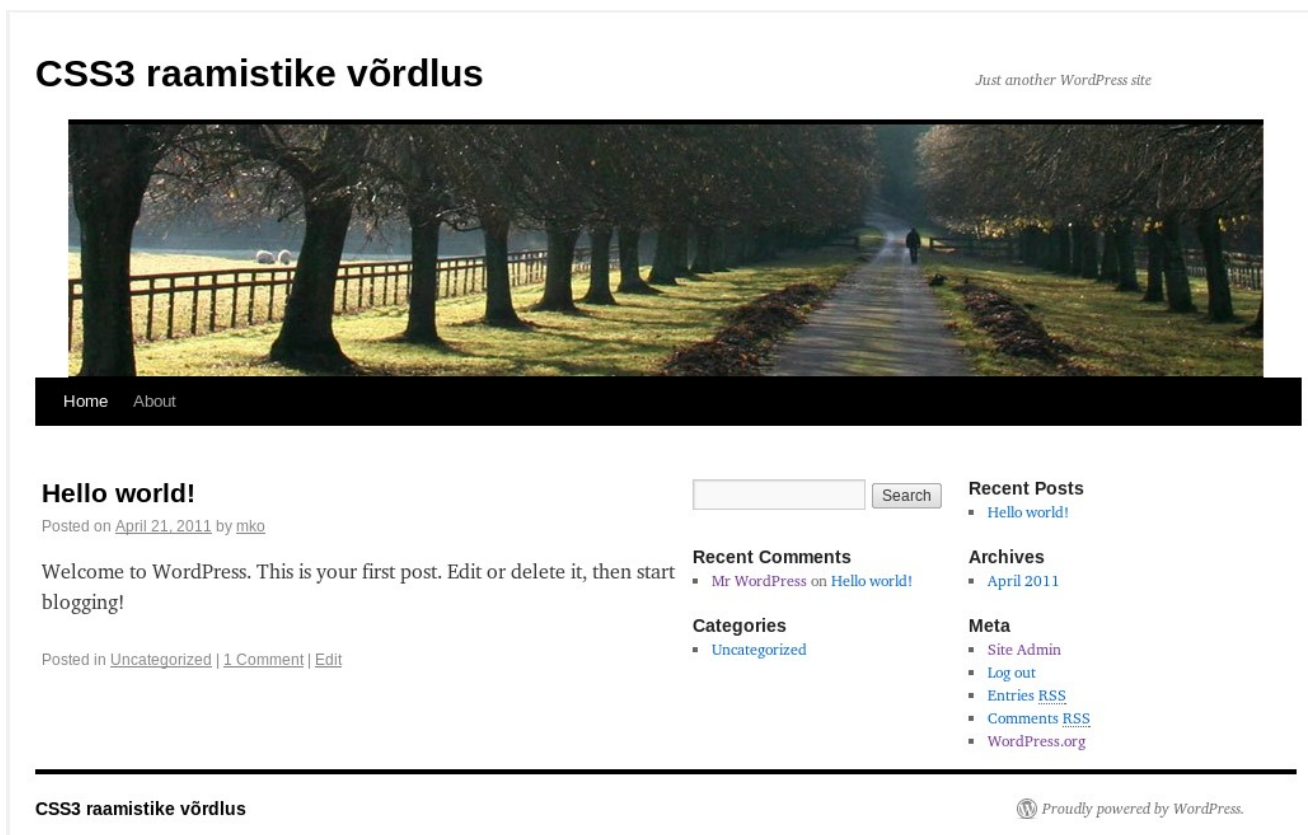 CSS3 raamistike võrdlus
Just another WordPress site
Home About
Hello world!
Posted on April 21, 2011 by mko
Welcome to WordPress. This is your first post. Edit or delete it, then start
blogging!
Posted in Uncategorized | 1 Comment | Edit
Search
Recent Comments
Mr WordPress on Hello world!
Categories
Uncategorized
Recent Posts
Hello world!
Archives
April 2011
Meta
Site Admin
Log out
Entries RSS
Comments RSS
WordPress.org
CSS3 raamistike võrdlus
Proudly powered by WordPress.